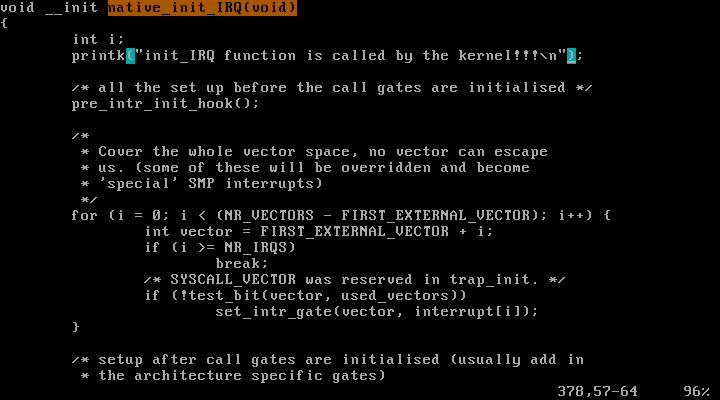 void __init native_init_IRQ(void)
{
        int i;
        printk("init_IRQ function is called by the kernel!!!\n");

        /* all the set up before the call gates are initialised */
        pre_intr_init_hook();

        /*
         * Cover the whole vector space, no vector can escape
         * us. (some of these will be overridden and become
         * 'special' SMP interrupts)
         */
        for (i = 0; i < (NR_VECTORS - FIRST_EXTERNAL_VECTOR); i++) {
                int vector = FIRST_EXTERNAL_VECTOR + i;
                if (i >= NR_IRQS)
                        break;
                /* SYSCALL_VECTOR was reserved in trap_init. */
                if (!test_bit(vector, used_vectors))
                        set_intr_gate(vector, interrupt[i]);
        }

        /* setup after call gates are initialised (usually add in
         * the architecture specific gates)
378,57-64 96%